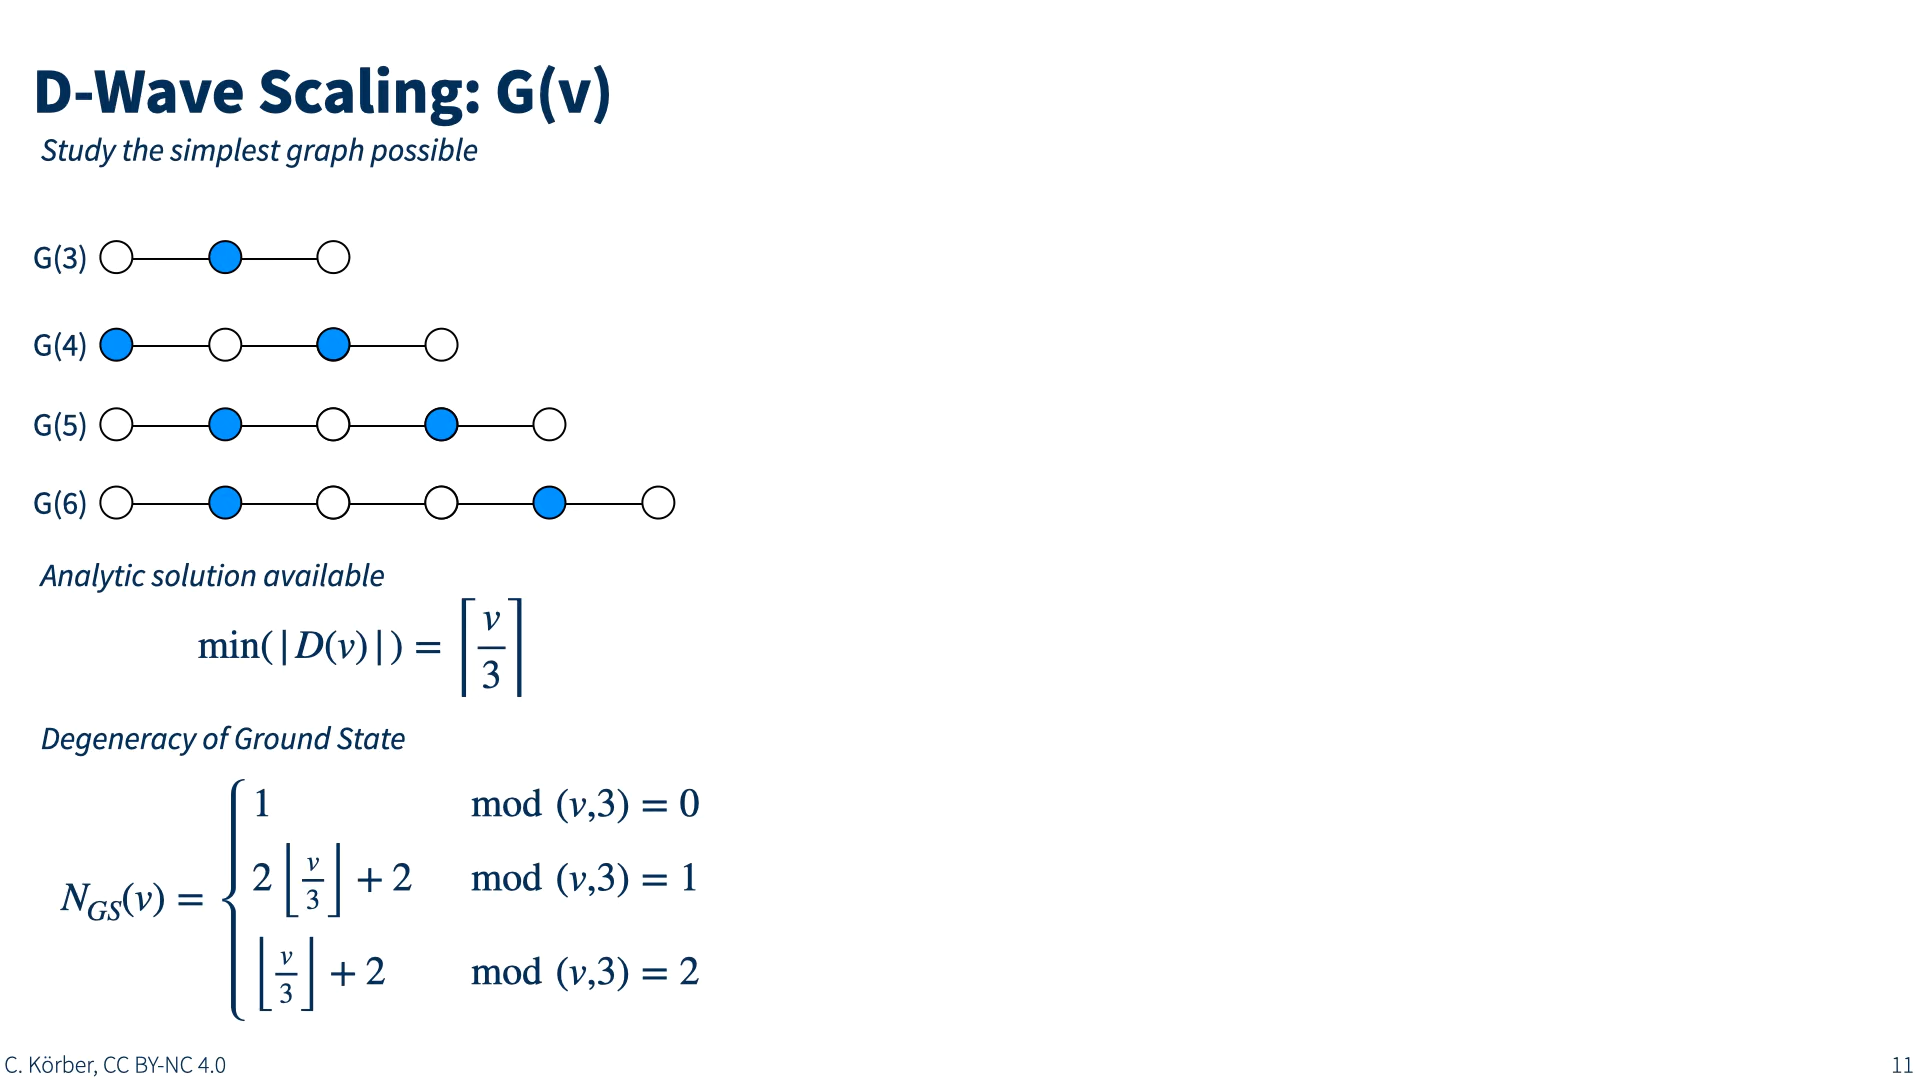 D-Wave Scaling: G(v)
Study the simplest graph possible
G(3)
G(4)
G(5)
G(6)
Analytic solution available
min(|D(v)|) = ⌈v/3⌉
Degeneracy of Ground State
N_GS(v) = {
1 mod (v,3) = 0
2 ⌊v/3⌋ + 2 mod (v,3) = 1
⌊v/3⌋ + 2 mod (v,3) = 2
C. Körber, CC BY-NC 4.0
11